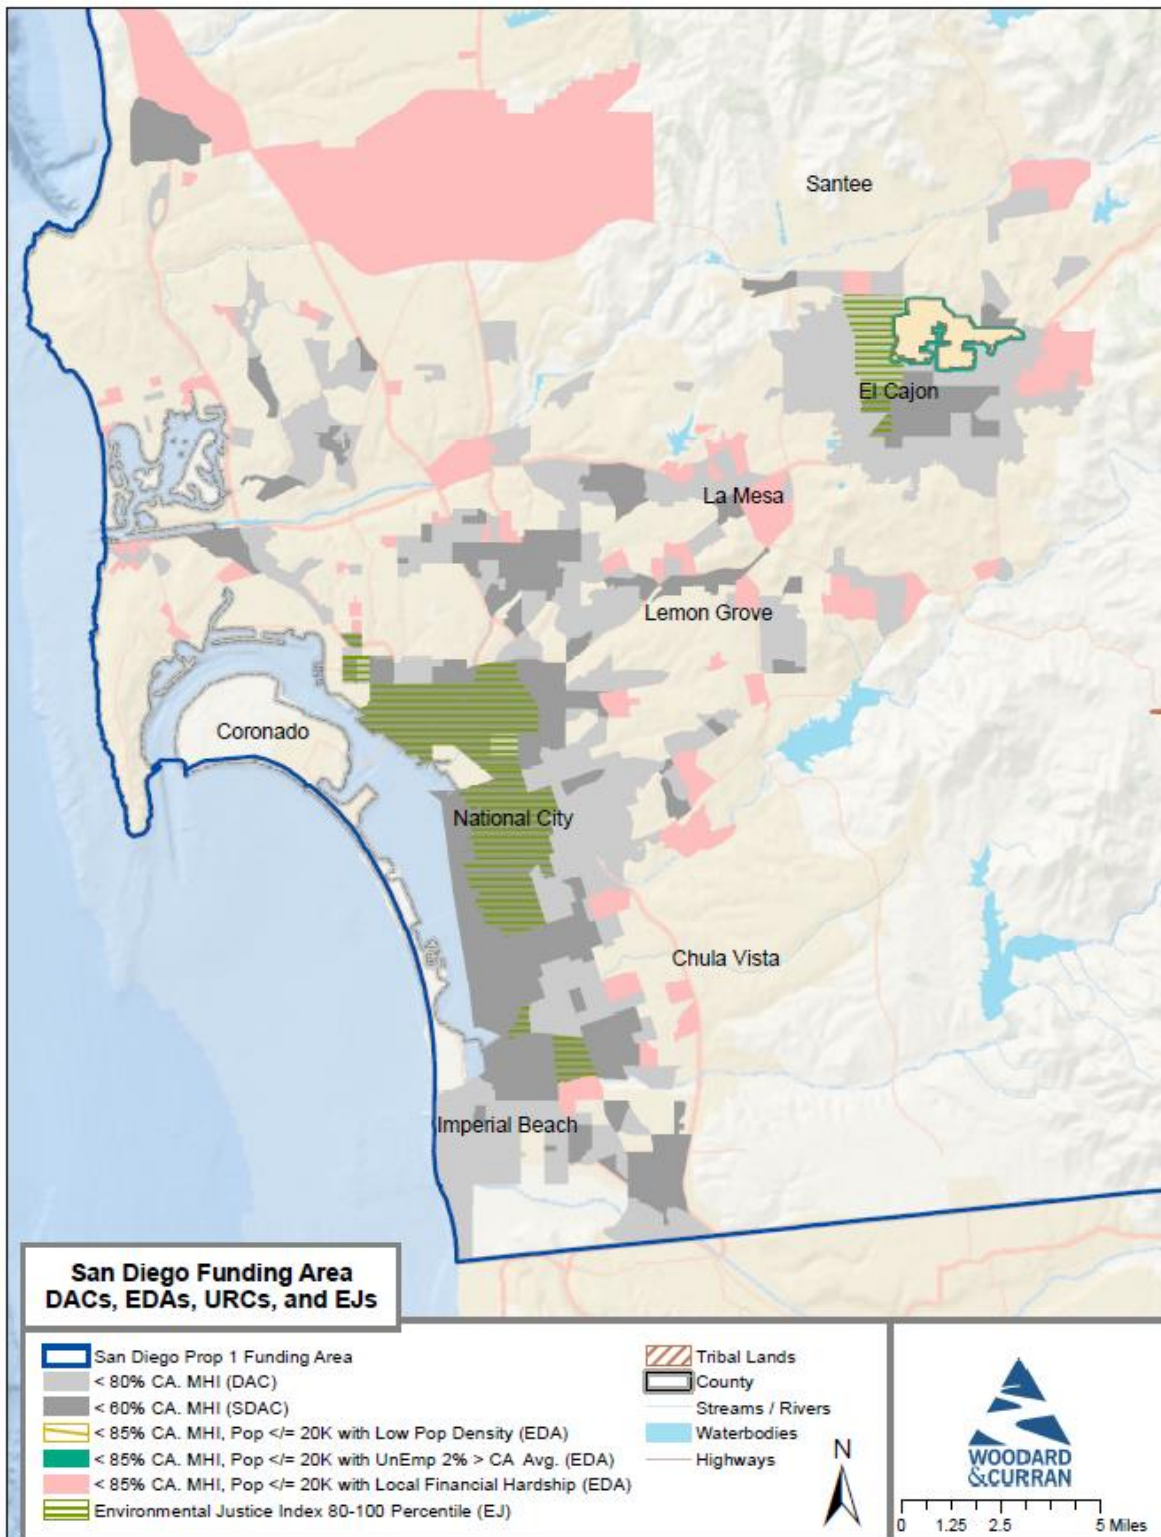 Santee
El Cajon
La Mesa
Lemon Grove
Coronado
National City
Chula Vista
Imperial Beach
San Diego Funding Area
DACs, EDAs, URCs, and EJs
San Diego Prop 1 Funding Area
< 80% CA. MHI (DAC)
< 60% CA. MHI (SDAC)
< 85% CA. MHI, Pop </= 20K with Low Pop Density (EDA)
< 85% CA. MHI, Pop </= 20K with UnEmp 2% > CA Avg. (EDA)
< 85% CA. MHI, Pop </= 20K with Local Financial Hardship (EDA)
Environmental Justice Index 80-100 Percentile (EJ)
Tribal Lands
County
Streams / Rivers
Waterbodies
Highways
N
WOODARD
&CURRAN
0 1.25 2.5 5 Miles